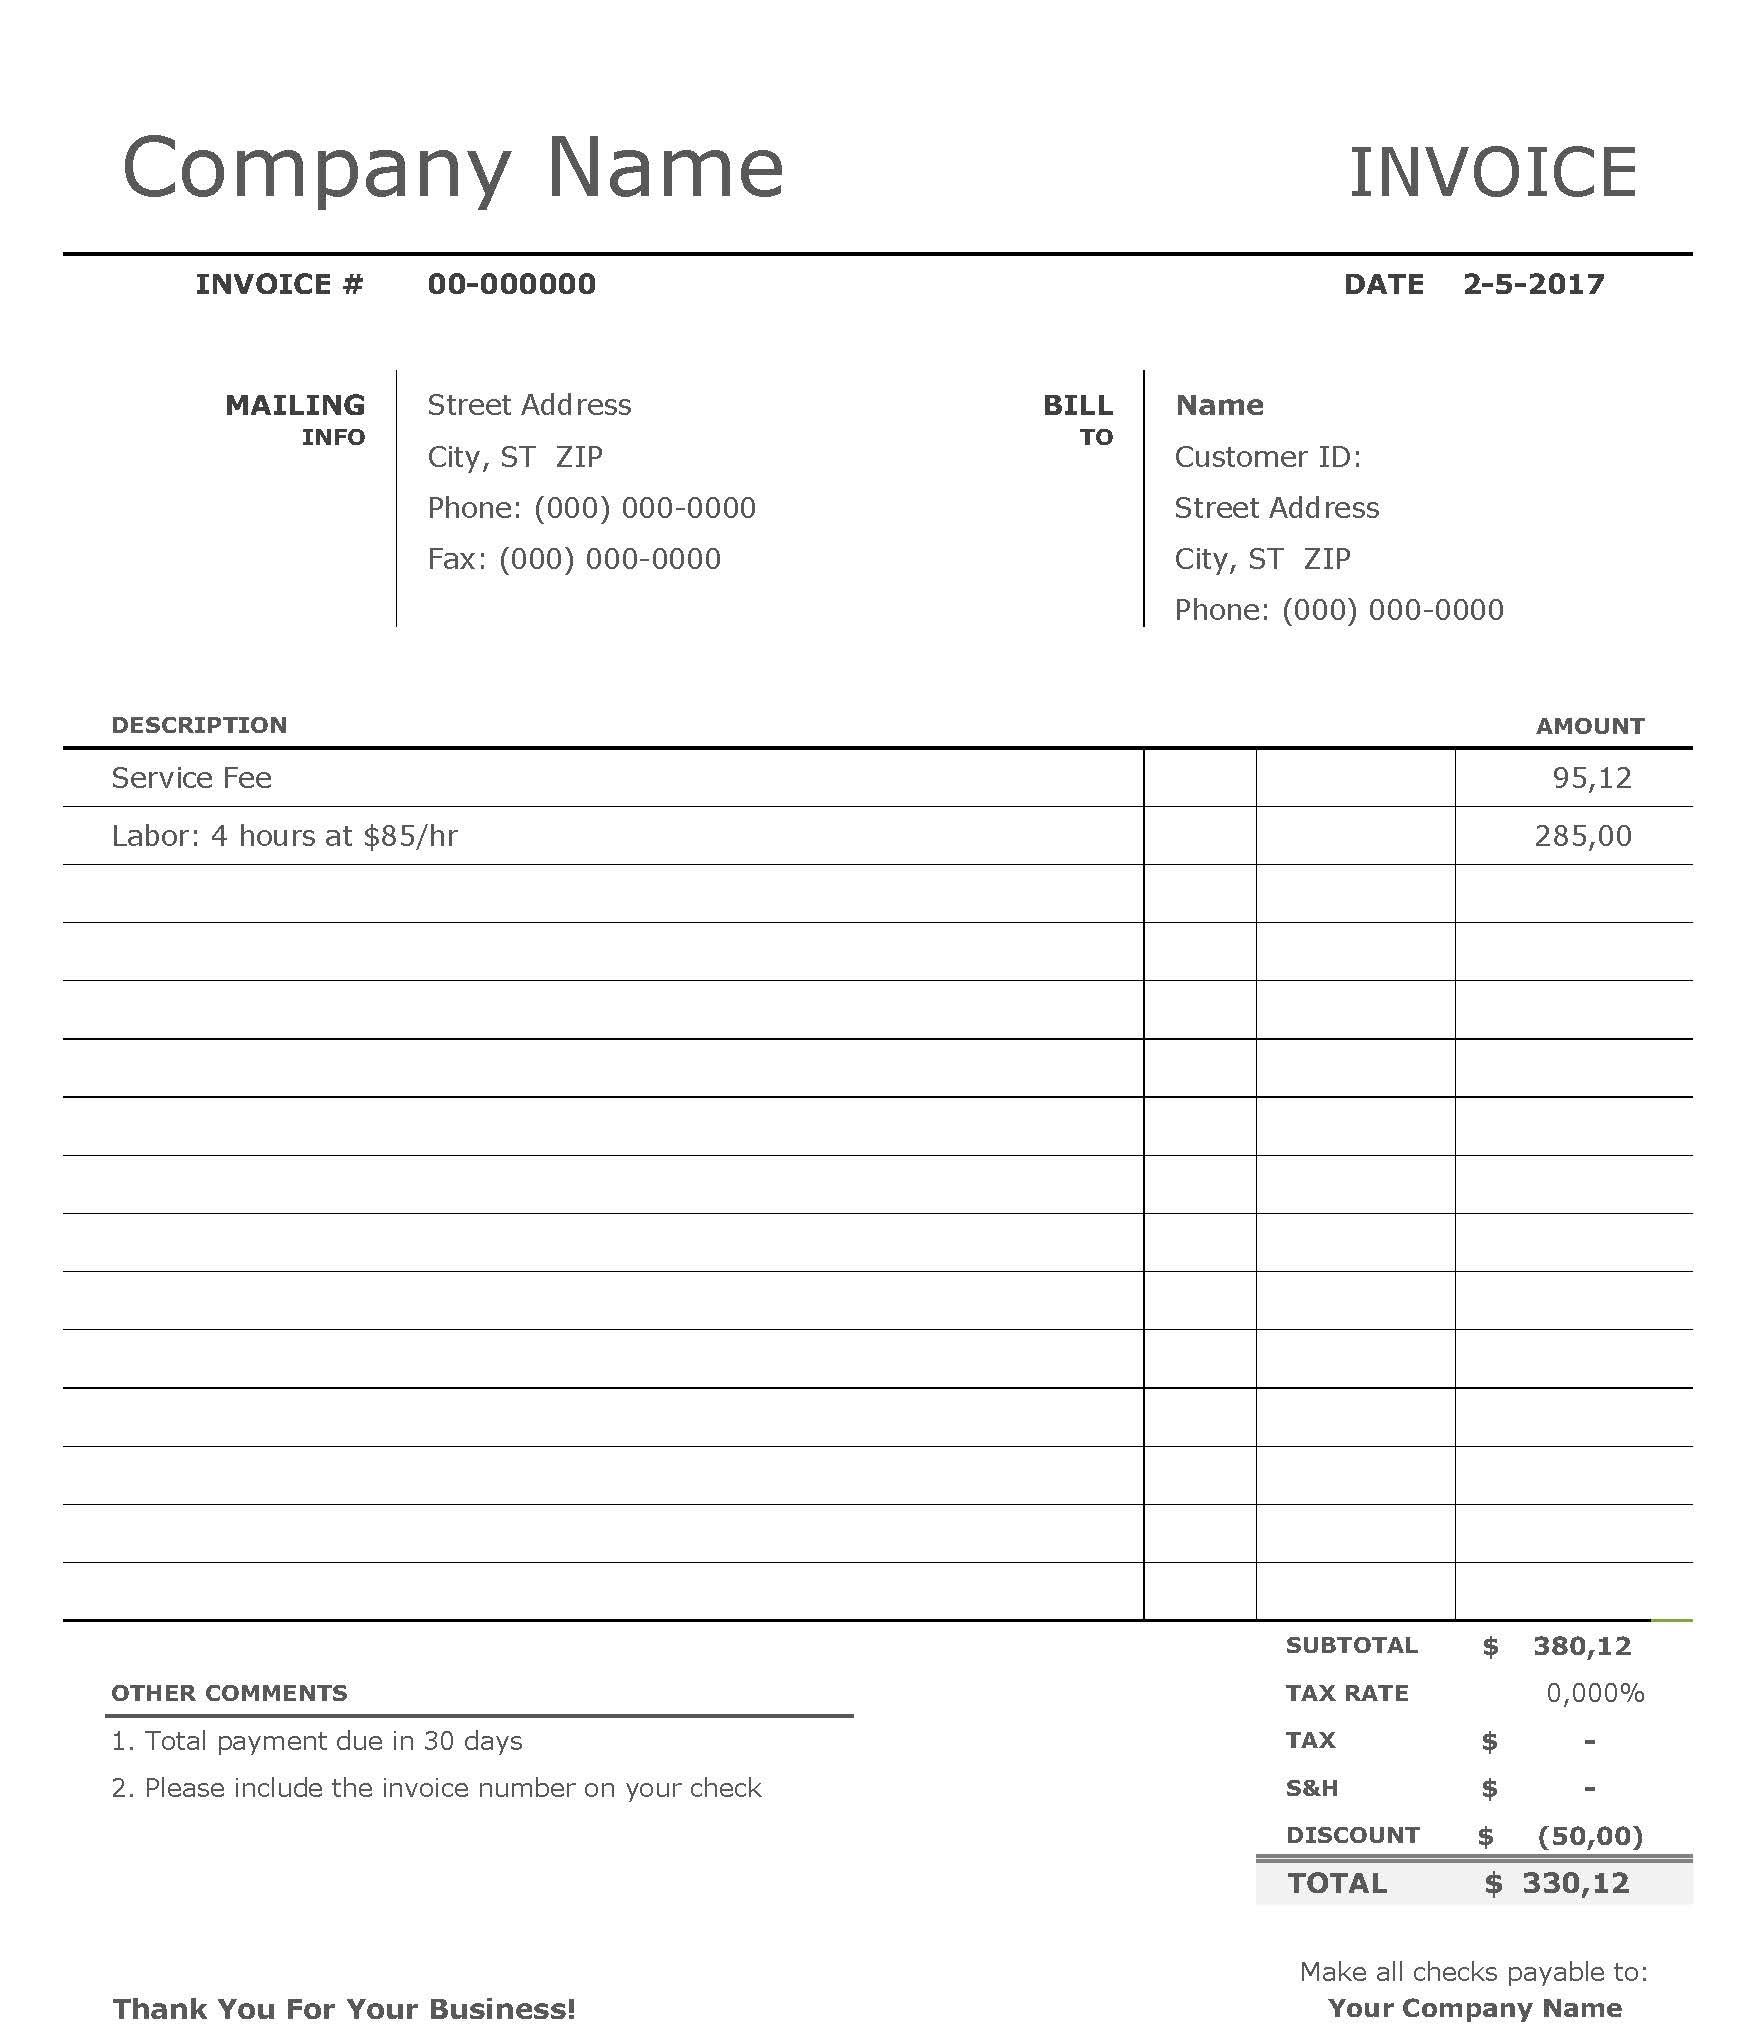 Company Name INVOICE
INVOICE # 00-000000 DATE 2-5-2017
MAILING INFO
Street Address
City, ST  ZIP
Phone: (000) 000-0000
Fax: (000) 000-0000
BILL TO
Name
Customer ID:
Street Address
City, ST  ZIP
Phone: (000) 000-0000
DESCRIPTION AMOUNT
Service Fee 95,12
Labor: 4 hours at $85/hr 285,00
SUBTOTAL $ 380,12
OTHER COMMENTS
TAX RATE 0,000%
1. Total payment due in 30 days
TAX $ -
2. Please include the invoice number on your check
S&H $ -
DISCOUNT $ (50,00)
TOTAL $ 330,12
Make all checks payable to:
Thank You For Your Business!
Your Company Name